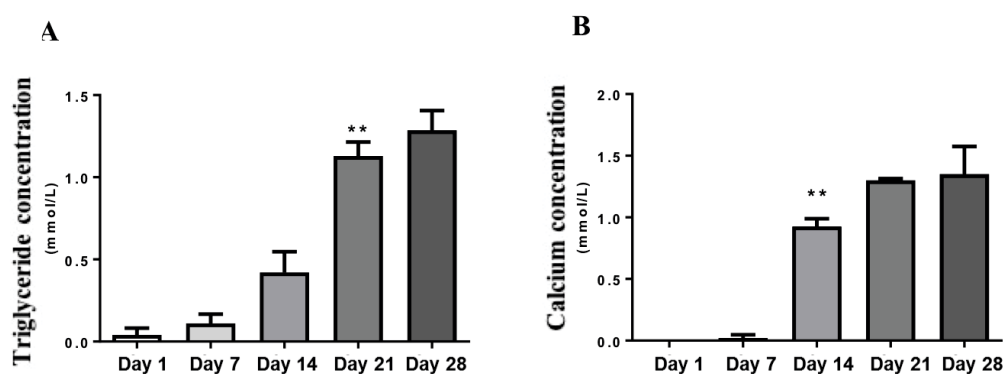 A
Triglyceride concentration
(mmol/L)
1.5
1.0
0.5
0.0
**
Day 1 Day 7 Day 14 Day 21 Day 28
B
Calcium concentration
(mmol/L)
2.0
1.5
1.0
0.5
0.0
**
Day 1 Day 7 Day 14 Day 21 Day 28